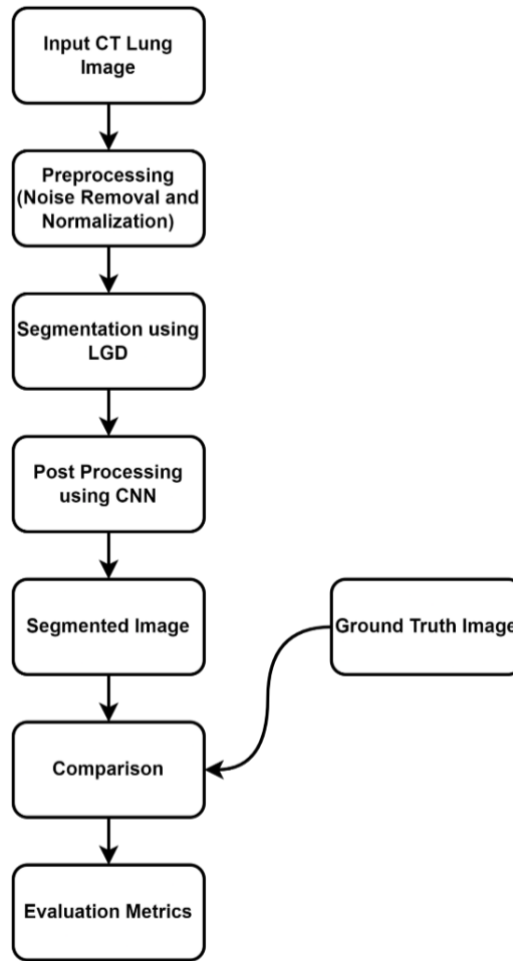 Input CT Lung
Image
Preprocessing
(Noise Removal and
Normalization)
Segmentation using
LGD
Post Processing
using CNN
Segmented Image
Ground Truth Image
Comparison
Evaluation Metrics